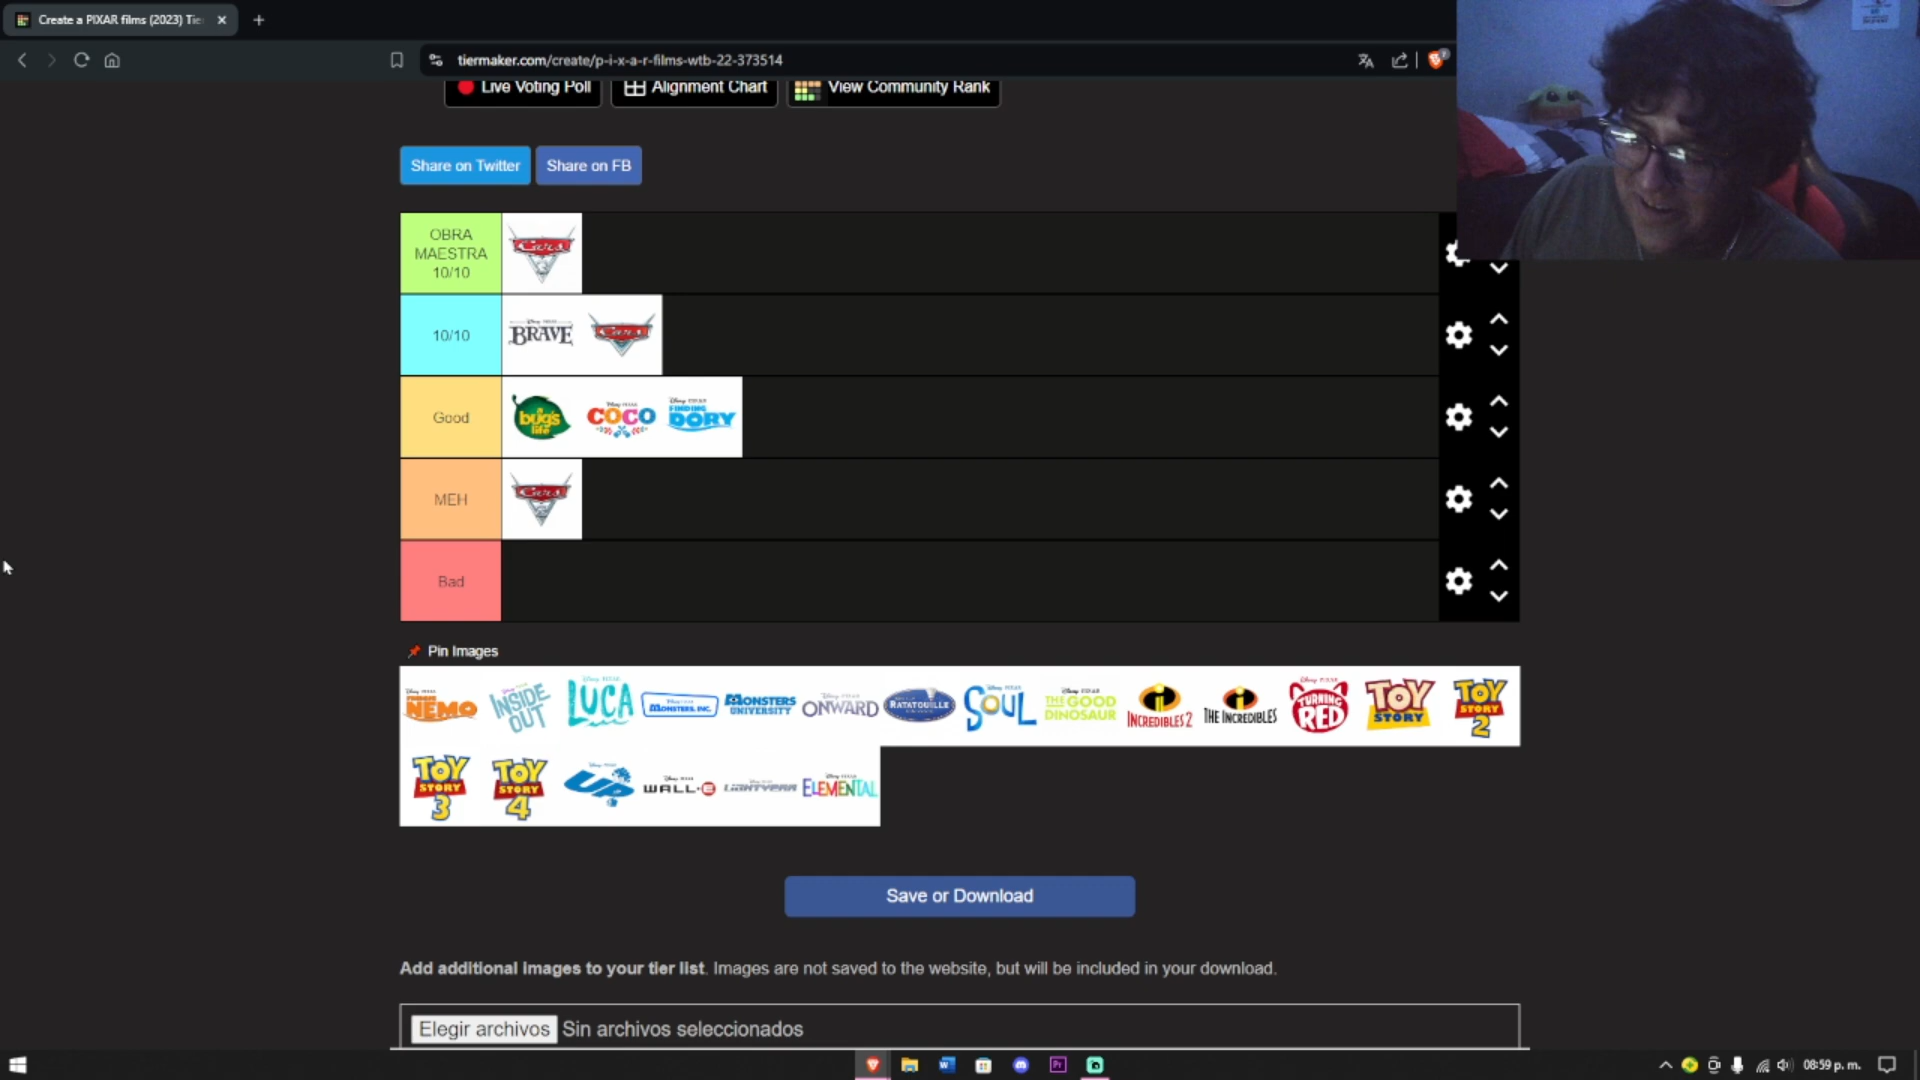 Create a PIXAR films (2023) Tie
tiermaker.com/create/p-i-x-a-r-films-wtb-22-373514
Live Voting Poll
Alignment Chart
View Community Rank
Share on Twitter
Share on FB
OBRA
MAESTRA
10/10
Cars
10/10
BRAVE
Cars
Good
a bug's life
COCO
FINDING DORY
MEH
Cars
2
Bad
Pin Images
NEMO
INSIDE OUT
LUCA
MONSTERS, INC.
MONSTERS UNIVERSITY
ONWARD
RATATOUILLE
SOUL
THE GOOD DINOSAUR
INCREDIBLES 2
THE INCREDIBLES
TURNING RED
TOY STORY
TOY STORY 2
TOY STORY 3
TOY STORY 4
UP
WALL·E
LIGHTYEAR
ELEMENTAL
Save or Download
Add additional images to your tier list. Images are not saved to the website, but will be included in your download.
Elegir archivos Sin archivos seleccionados
08:59 p. m.